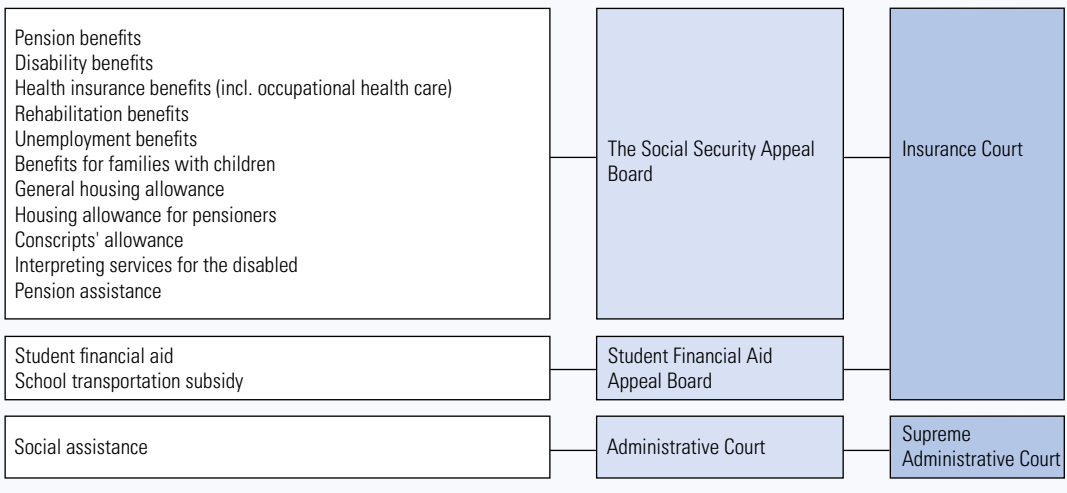 Pension benefits
Disability benefits
Health insurance benefits (incl. occupational health care)
Rehabilitation benefits
Unemployment benefits
Benefits for families with children
General housing allowance
Housing allowance for pensioners
Conscripts' allowance
Interpreting services for the disabled
Pension assistance
The Social Security Appeal
Board
Insurance Court
Student financial aid
School transportation subsidy
Student Financial Aid
Appeal Board
Social assistance
Administrative Court
Supreme
Administrative Court